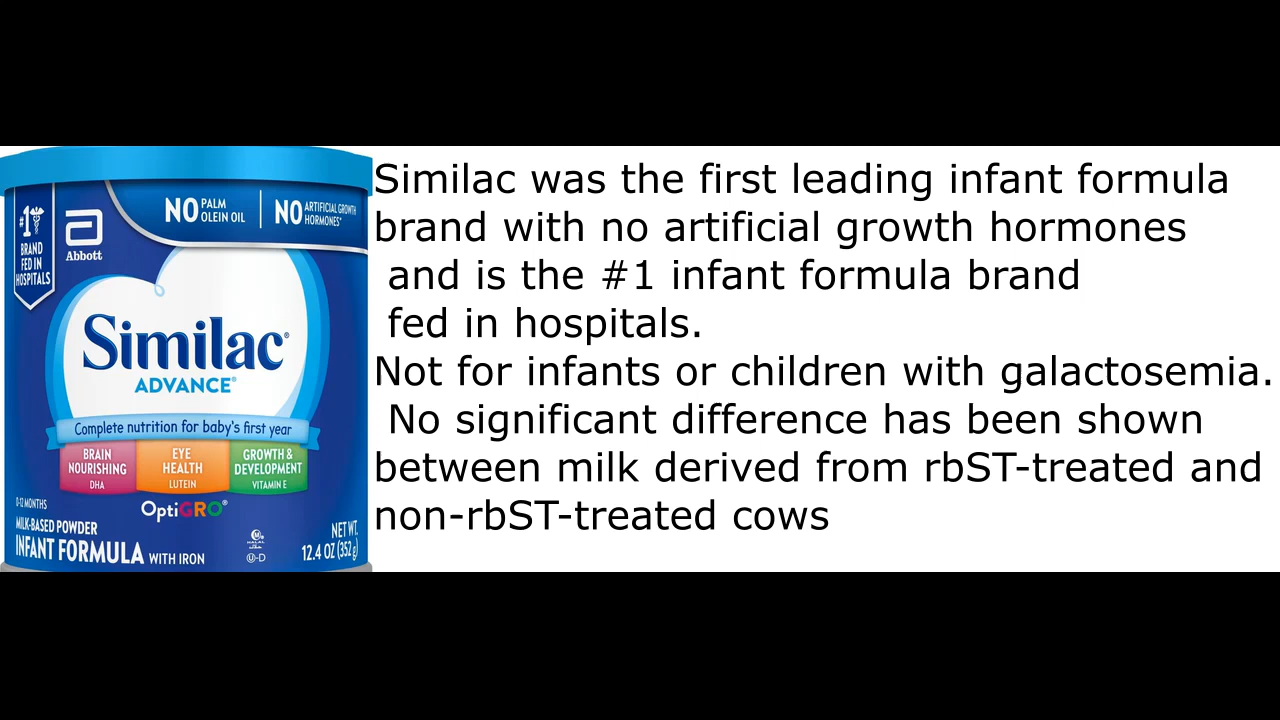 #1
BRAND
FED IN
HOSPITALS
Abbott
NO PALM OLEIN OIL
NO ARTIFICIAL GROWTH HORMONES*
Similac®
ADVANCE®
Complete nutrition for baby's first year
BRAIN
NOURISHING
DHA
EYE
HEALTH
LUTEIN
GROWTH &
DEVELOPMENT
VITAMIN E
OptiGRO®
0-12 MONTHS
MILK-BASED POWDER
INFANT FORMULA WITH IRON
U-D
NET WT.
12.4 OZ (352g)
Similac was the first leading infant formula
brand with no artificial growth hormones
and is the #1 infant formula brand
fed in hospitals.
Not for infants or children with galactosemia.
No significant difference has been shown
between milk derived from rbST-treated and
non-rbST-treated cows